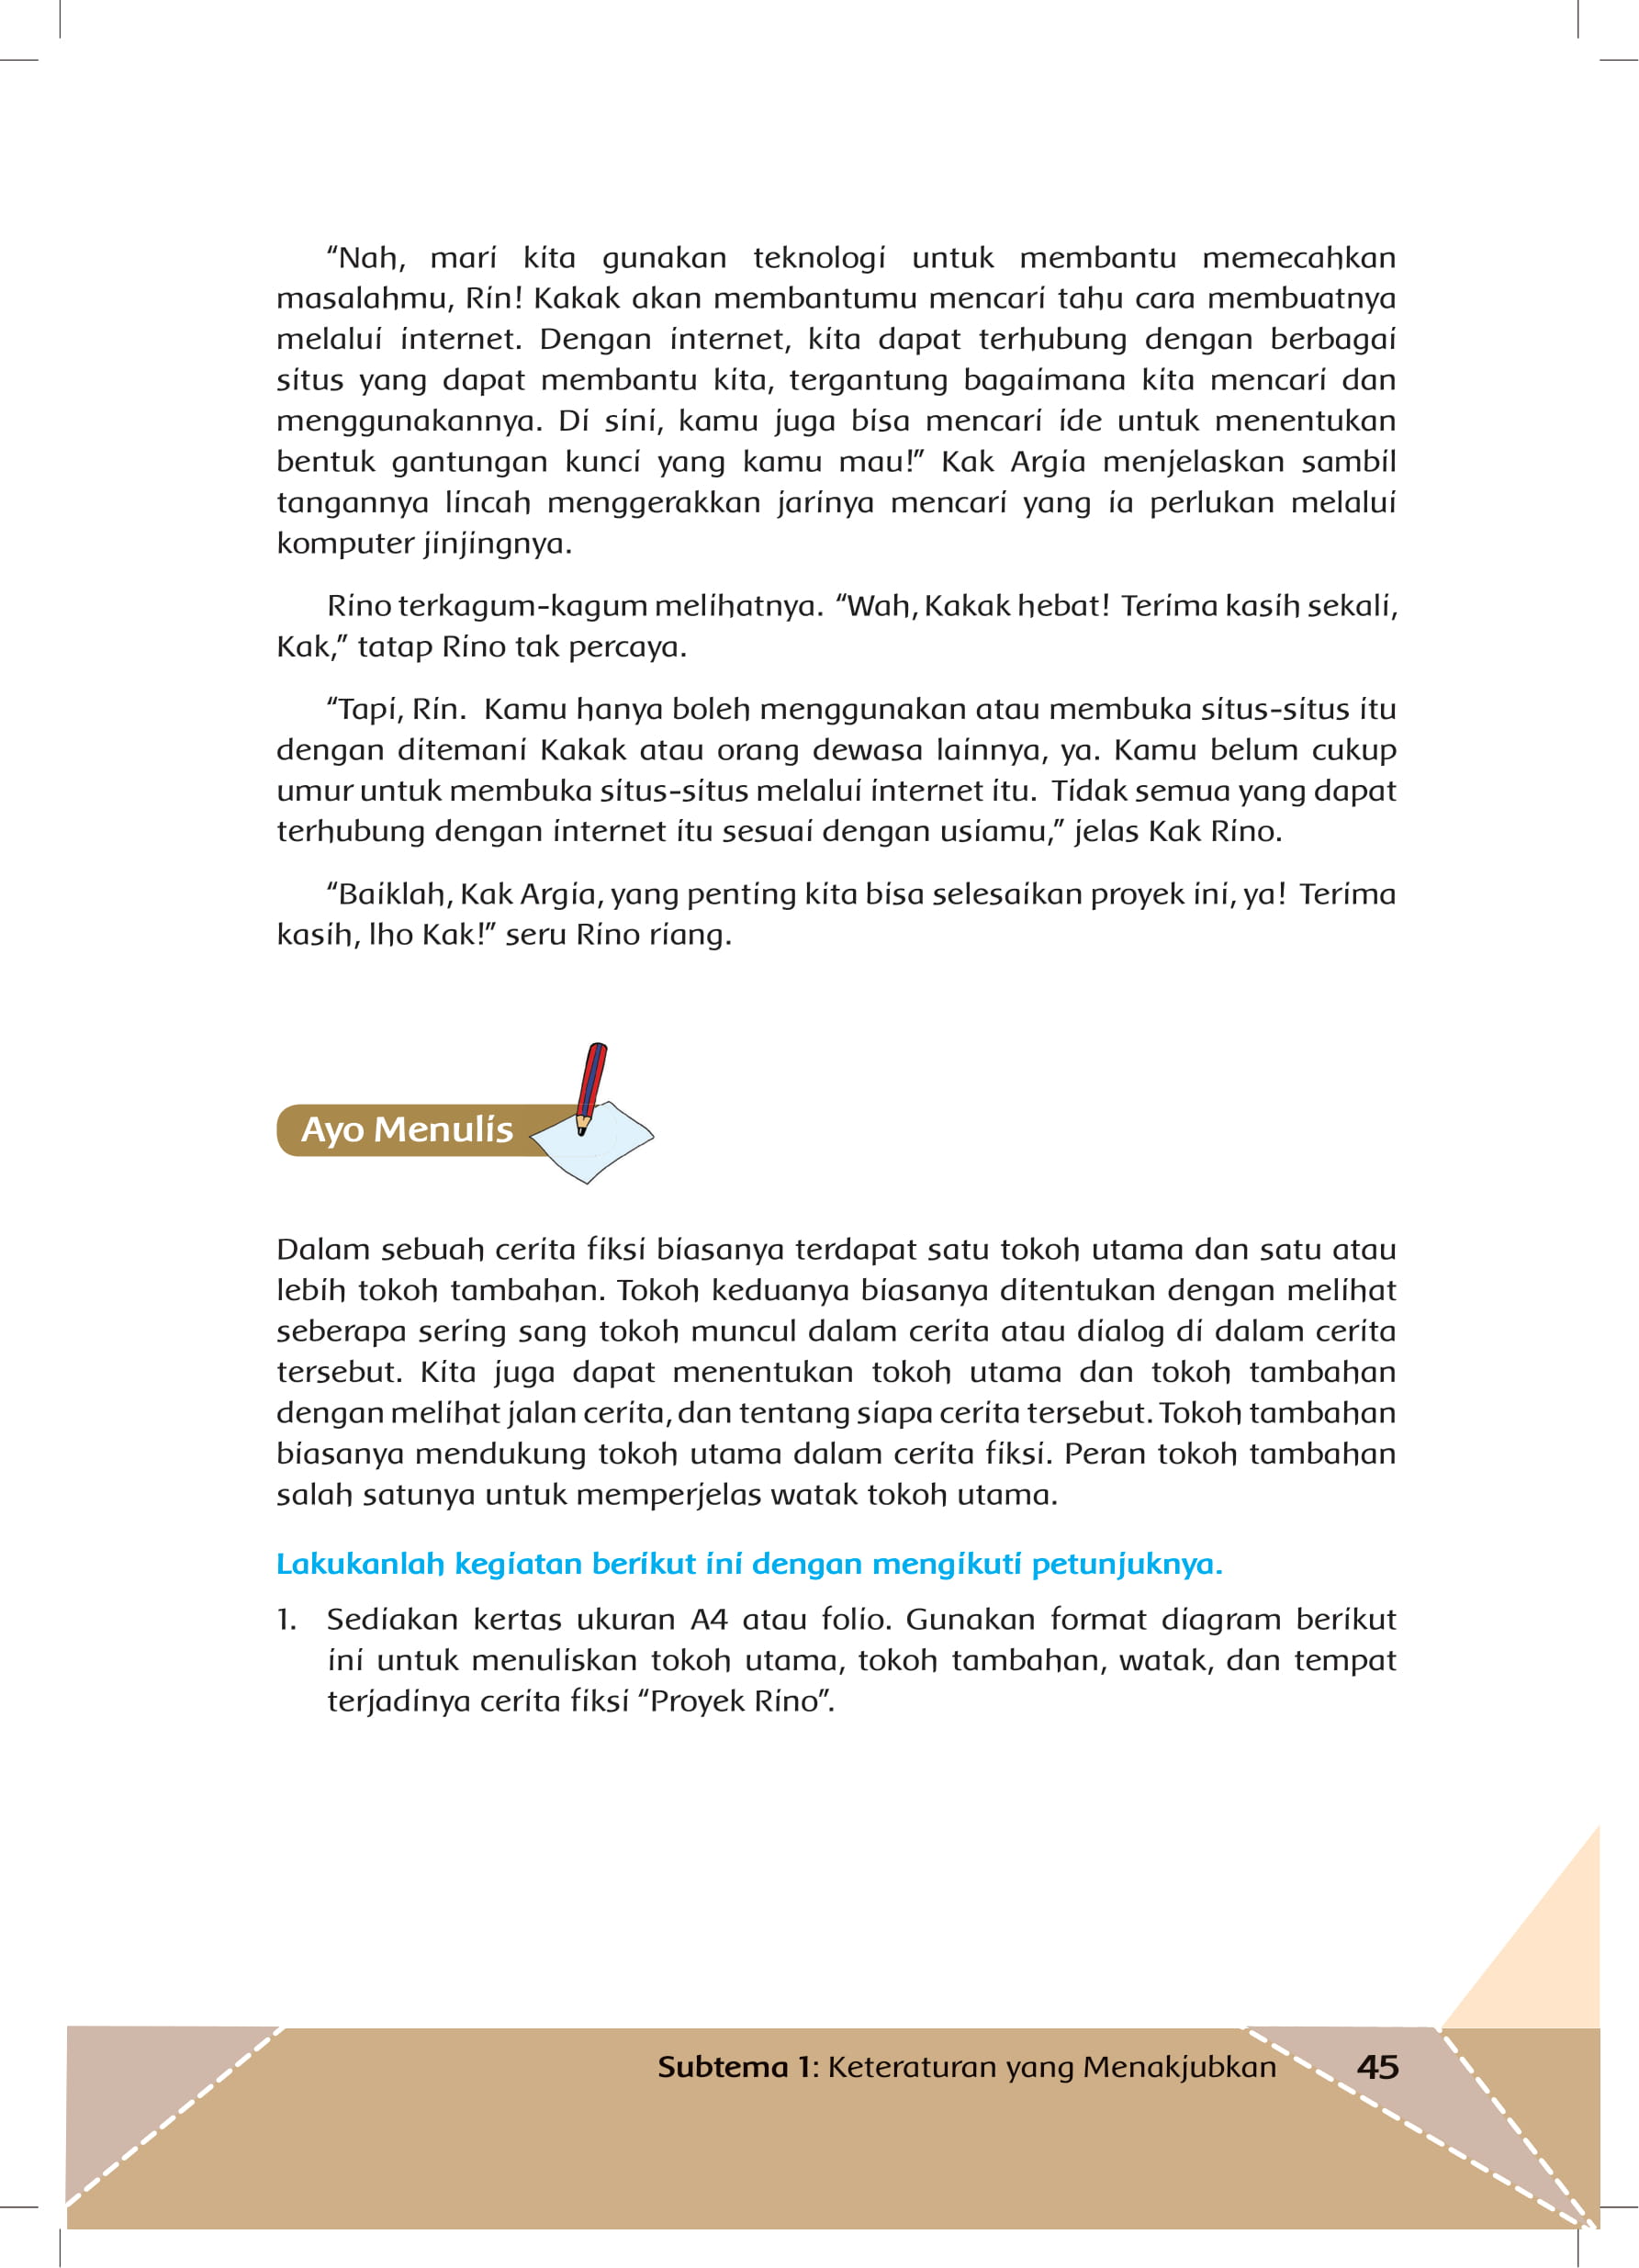 “Nah, mari kita gunakan teknologi untuk membantu memecahkan
masalahmu, Rin! Kakak akan membantumu mencari tahu cara membuatnya
melalui internet. Dengan internet, kita dapat terhubung dengan berbagai
situs yang dapat membantu kita, tergantung bagaimana kita mencari dan
menggunakannya. Di sini, kamu juga bisa mencari ide untuk menentukan
bentuk gantungan kunci yang kamu mau!” Kak Argia menjelaskan sambil
tangannya lincah menggerakkan jarinya mencari yang ia perlukan melalui
komputer jinjingnya.
Rino terkagum-kagum melihatnya. “Wah, Kakak hebat! Terima kasih sekali,
Kak,” tatap Rino tak percaya.
“Tapi, Rin. Kamu hanya boleh menggunakan atau membuka situs-situs itu
dengan ditemani Kakak atau orang dewasa lainnya, ya. Kamu belum cukup
umur untuk membuka situs-situs melalui internet itu. Tidak semua yang dapat
terhubung dengan internet itu sesuai dengan usiamu,” jelas Kak Rino.
“Baiklah, Kak Argia, yang penting kita bisa selesaikan proyek ini, ya! Terima
kasih, lho Kak!” seru Rino riang.
Ayo Menulis
Dalam sebuah cerita fiksi biasanya terdapat satu tokoh utama dan satu atau
lebih tokoh tambahan. Tokoh keduanya biasanya ditentukan dengan melihat
seberapa sering sang tokoh muncul dalam cerita atau dialog di dalam cerita
tersebut. Kita juga dapat menentukan tokoh utama dan tokoh tambahan
dengan melihat jalan cerita, dan tentang siapa cerita tersebut. Tokoh tambahan
biasanya mendukung tokoh utama dalam cerita fiksi. Peran tokoh tambahan
salah satunya untuk memperjelas watak tokoh utama.
Lakukanlah kegiatan berikut ini dengan mengikuti petunjuknya.
1. Sediakan kertas ukuran A4 atau folio. Gunakan format diagram berikut
ini untuk menuliskan tokoh utama, tokoh tambahan, watak, dan tempat
terjadinya cerita fiksi “Proyek Rino”.
Subtema 1: Keteraturan yang Menakjubkan 45